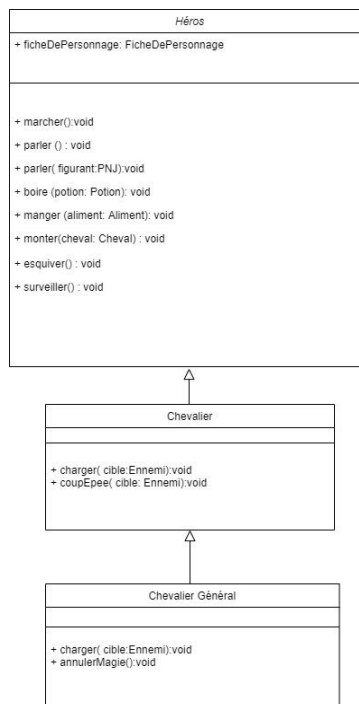 Héros
+ ficheDePersonnage: FicheDePersonnage
+ marcher():void
+ parler () : void
+ parler( figurant:PNJ):void
+ boire (potion: Potion): void
+ manger (aliment: Aliment): void
+ monter(cheval: Cheval) : void
+ esquiver() : void
+ surveiller() : void
Chevalier
+ charger( cible:Ennemi):void
+ coupEpee( cible: Ennemi):void
Chevalier Général
+ charger( cible:Ennemi):void
+ annulerMagie():void